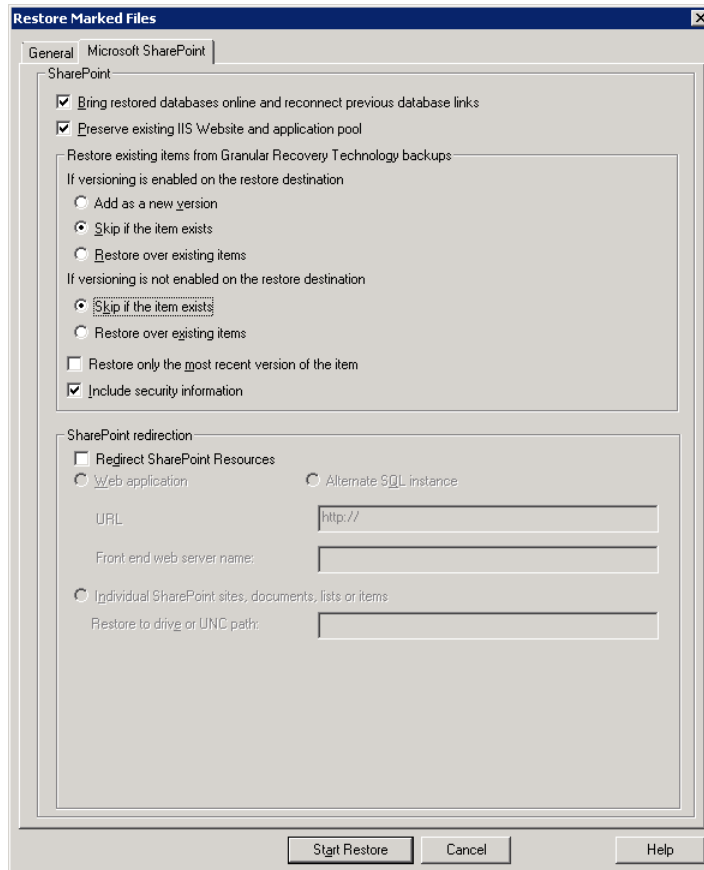 Restore Marked Files
General
Microsoft SharePoint
SharePoint
Bring restored databases online and reconnect previous database links
Preserve existing IIS Website and application pool
Restore existing items from Granular Recovery Technology backups
If versioning is enabled on the restore destination
Add as a new version
Skip if the item exists
Restore over existing items
If versioning is not enabled on the restore destination
Skip if the item exists
Restore over existing items
Restore only the most recent version of the item
Include security information
SharePoint redirection
Redirect SharePoint Resources
Web application
Alternate SQL instance
URL
http://
Front end web server name:
Individual SharePoint sites, documents, lists or items
Restore to drive or UNC path:
Start Restore
Cancel
Help